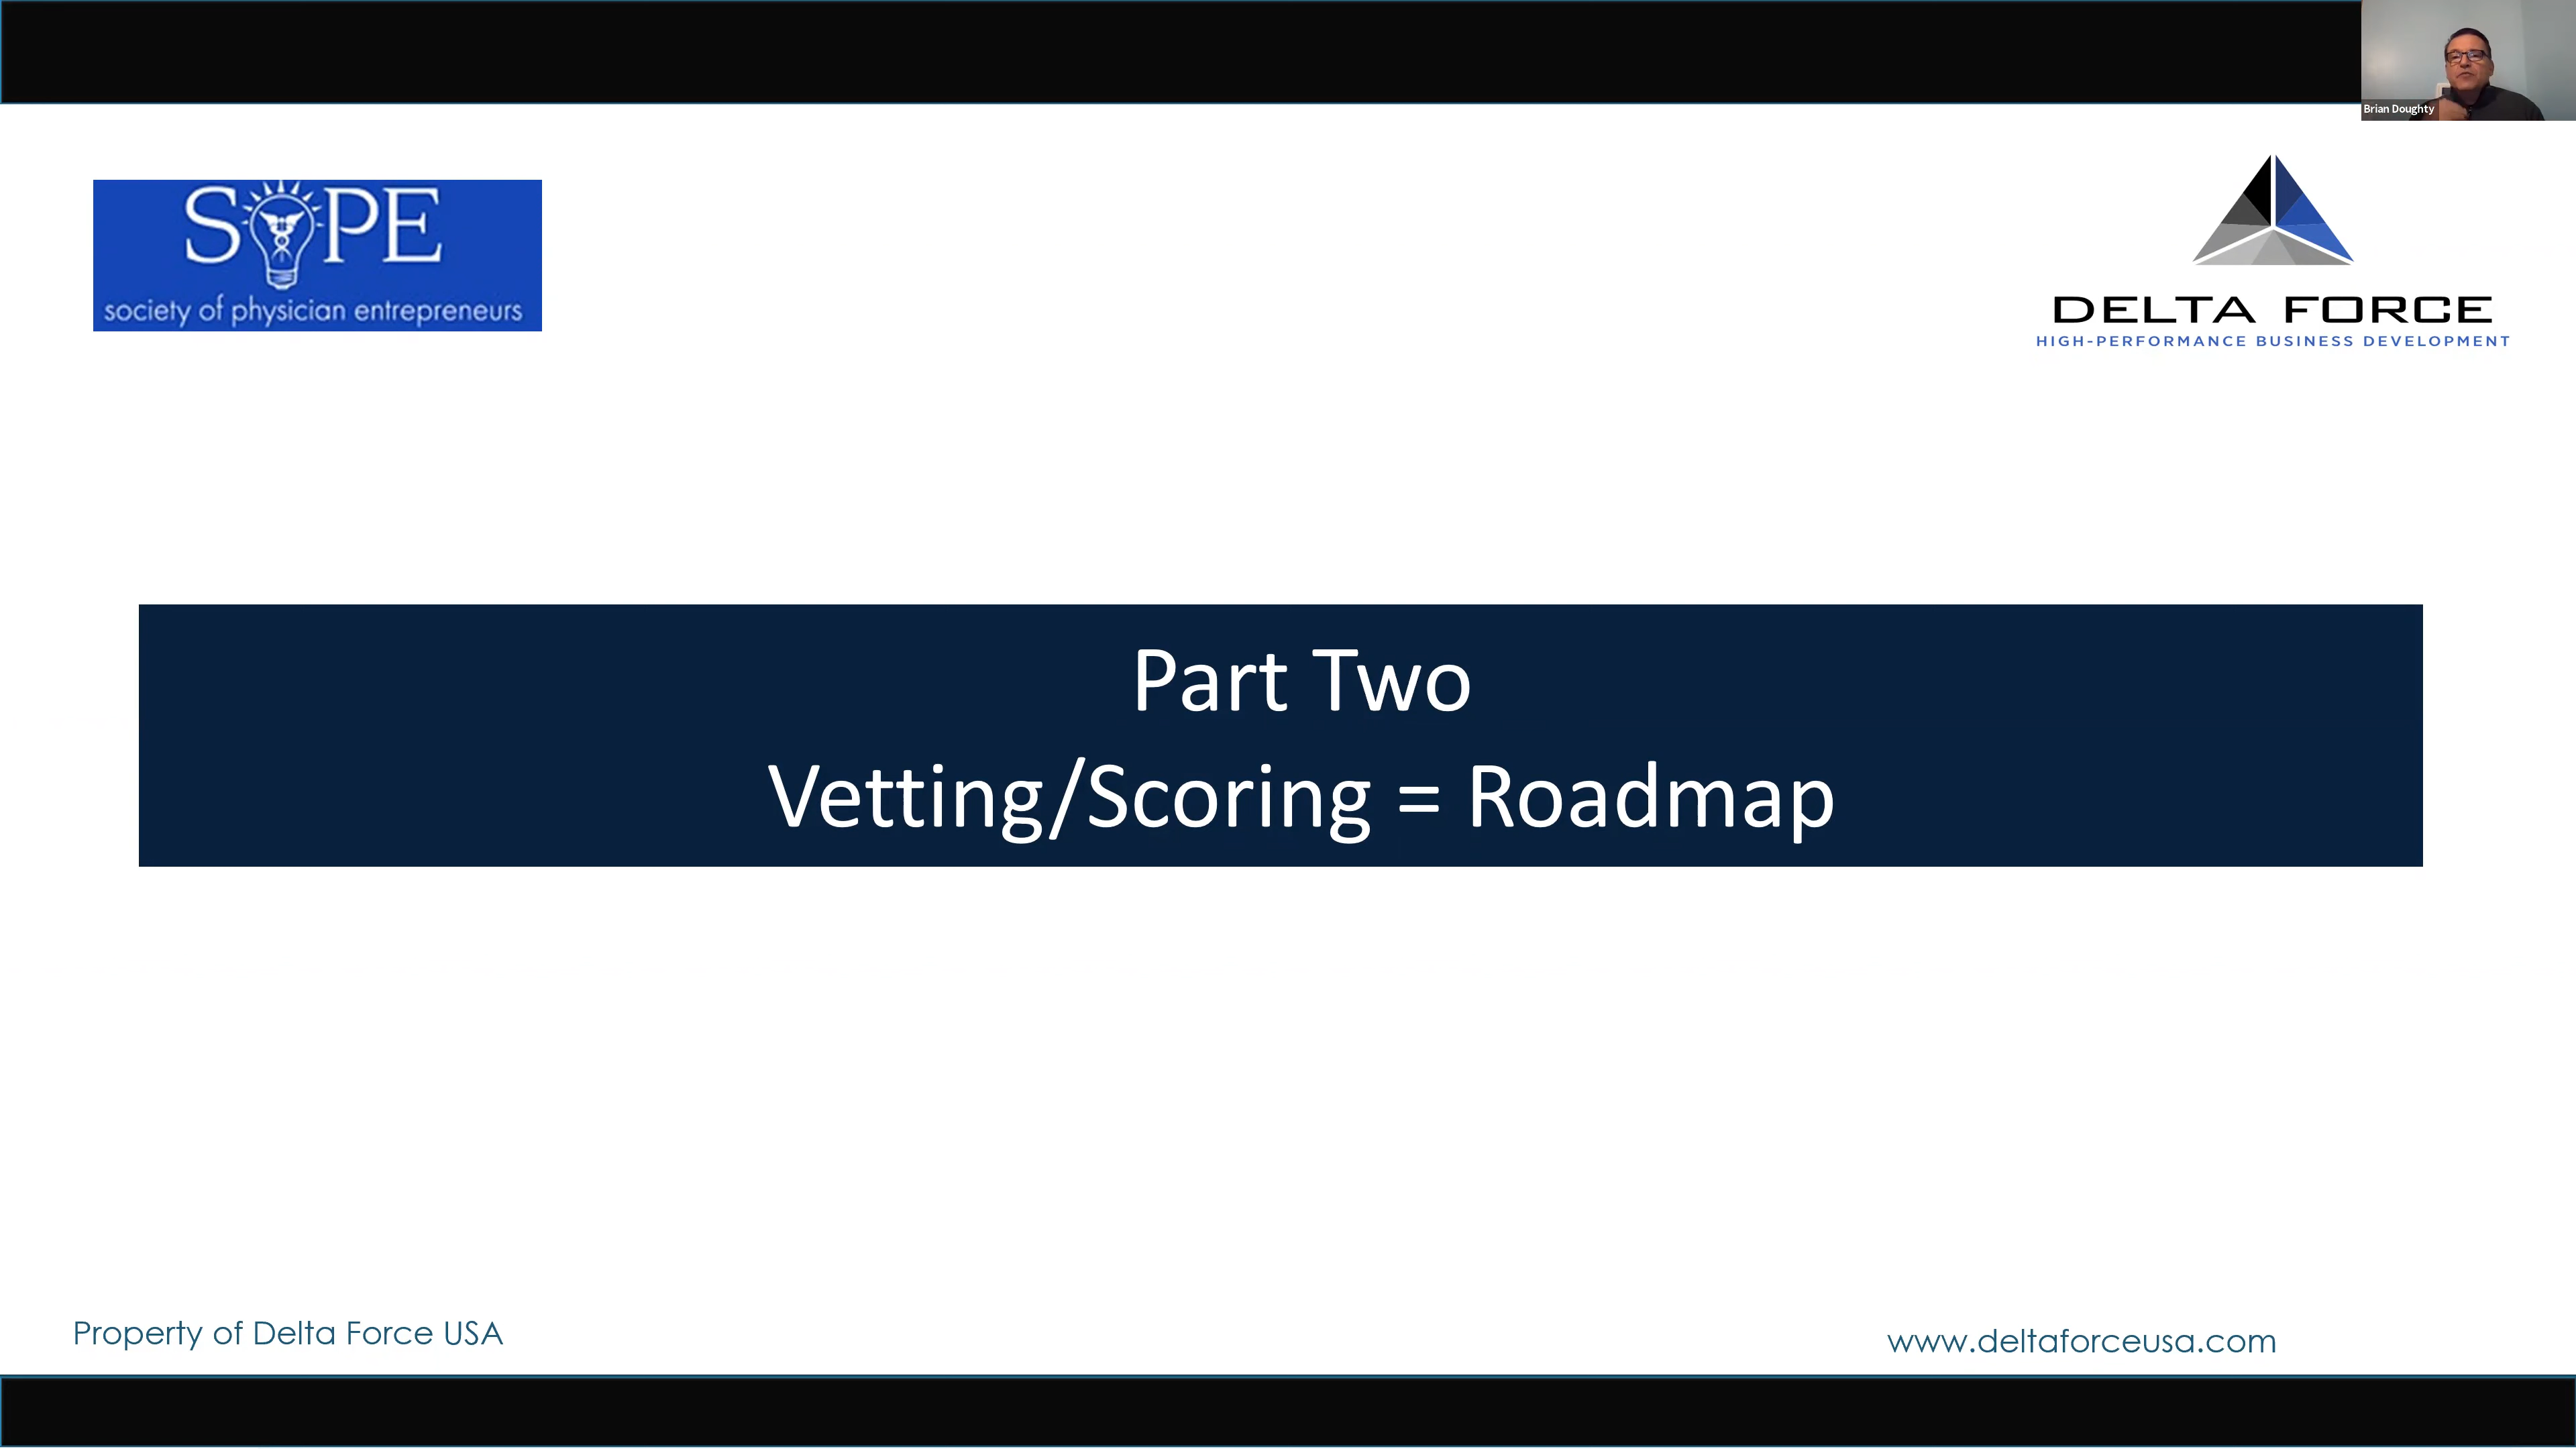 Brian Doughty
SOPE
society of physician entrepreneurs
DELTA FORCE
HIGH-PERFORMANCE BUSINESS DEVELOPMENT
Part Two
Vetting/Scoring = Roadmap
Property of Delta Force USA
www.deltaforceusa.com